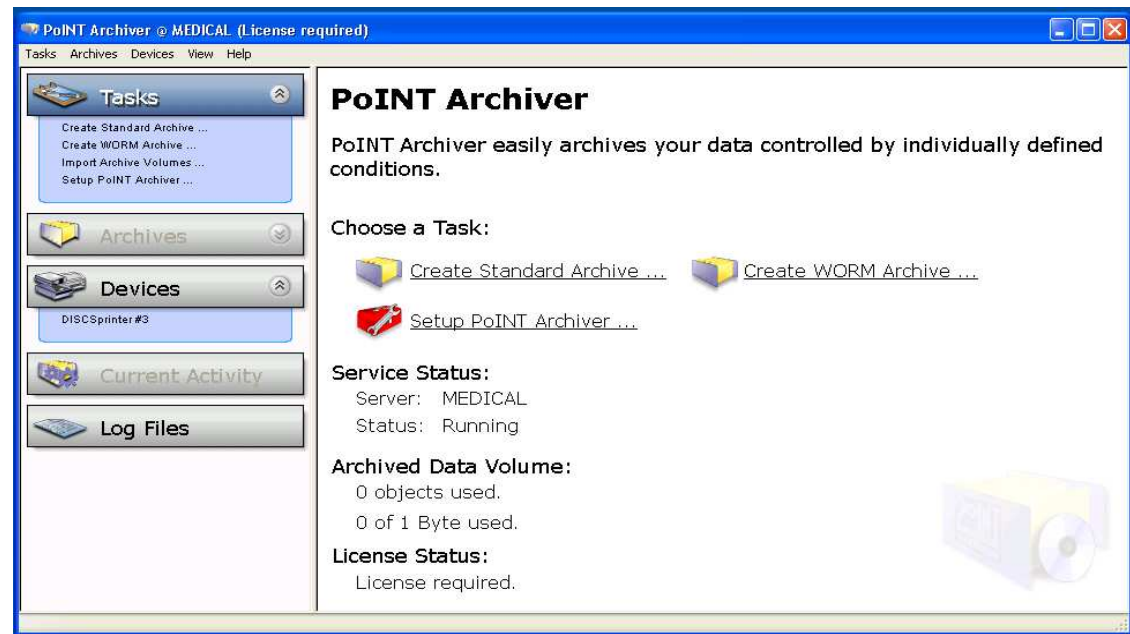 PoINT Archiver @ MEDICAL (License required)
Tasks Archives Devices View Help
Tasks
Create Standard Archive ...
Create WORM Archive ...
Import Archive Volumes ...
Setup PoINT Archiver ...
Archives
Devices
DISCSprinter #3
Current Activity
Log Files
PoINT Archiver
PoINT Archiver easily archives your data controlled by individually defined
conditions.
Choose a Task:
Create Standard Archive ... Create WORM Archive ...
Setup PoINT Archiver ...
Service Status:
Server: MEDICAL
Status: Running
Archived Data Volume:
0 objects used.
0 of 1 Byte used.
License Status:
License required.